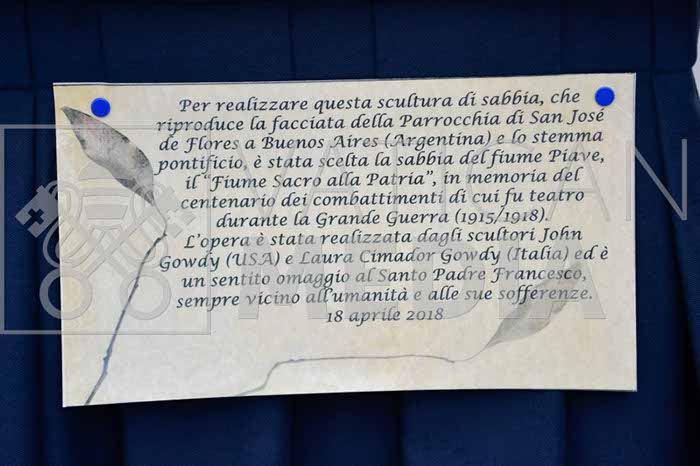 Per realizzare questa scultura di sabbia, che
riproduce la facciata della Parrocchia di San José
de Flores a Buenos Aires (Argentina) e lo stemma
pontificio, è stata scelta la sabbia del fiume Piave,
il "Fiume Sacro alla Patria", in memoria del
centenario dei combattimenti di cui fu teatro
durante la Grande Guerra (1915/1918).
L'opera è stata realizzata dagli scultori John
Gowdy (USA) e Laura Cimador Gowdy (Italia) ed è
un sentito omaggio al Santo Padre Francesco,
sempre vicino all'umanità e alle sue sofferenze.
18 aprile 2018
VATICAN
MEDIA